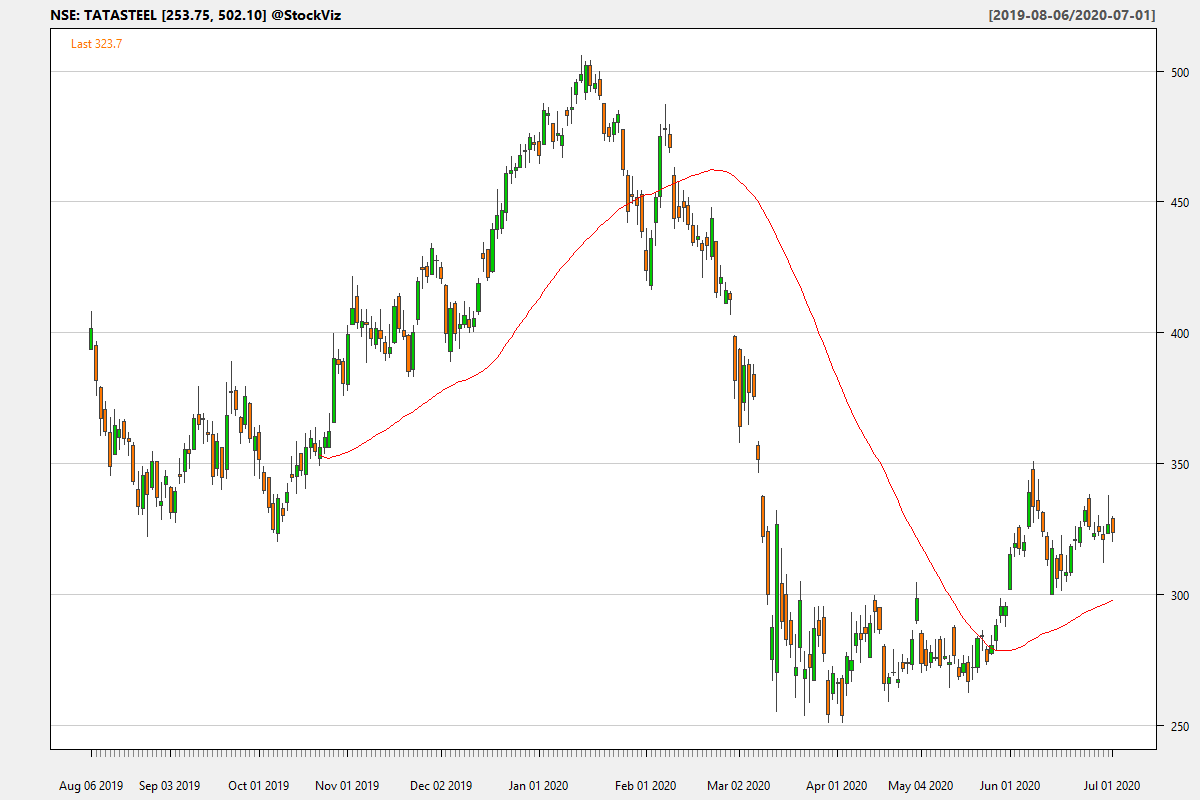 NSE: TATASTEEL [253.75, 502.10] @StockViz [2019-08-06/2020-07-01]
Last 323.7
500
450
400
350
300
250
Aug 06 2019 Sep 03 2019 Oct 01 2019 Nov 01 2019 Dec 02 2019 Jan 01 2020 Feb 01 2020 Mar 02 2020 Apr 01 2020 May 04 2020 Jun 01 2020 Jul 01 2020